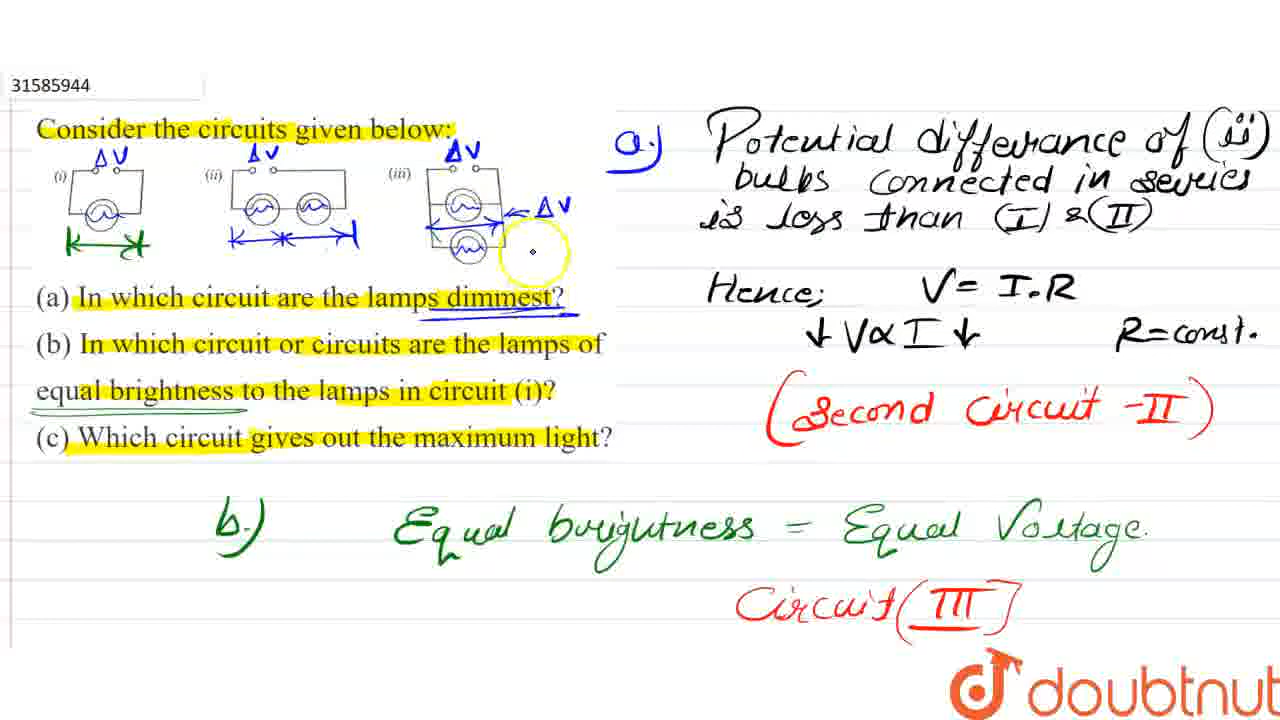 31585944
Consider the circuits given below:
ΔV ΔV ΔV
(i) (ii) (iii)
ΔV
(a) In which circuit are the lamps dimmest?
(b) In which circuit or circuits are the lamps of
equal brightness to the lamps in circuit (i)?
(c) Which circuit gives out the maximum light?
a.) Potential differance of (ii)
bulbs connected in series
is less than (I) & (II)
Hence; V = I.R
↓ V ∝ I ↓ R = const.
(Second Circuit - II)
b.) Equal brightness = Equal Voltage.
Circuit (III]
doubtnut